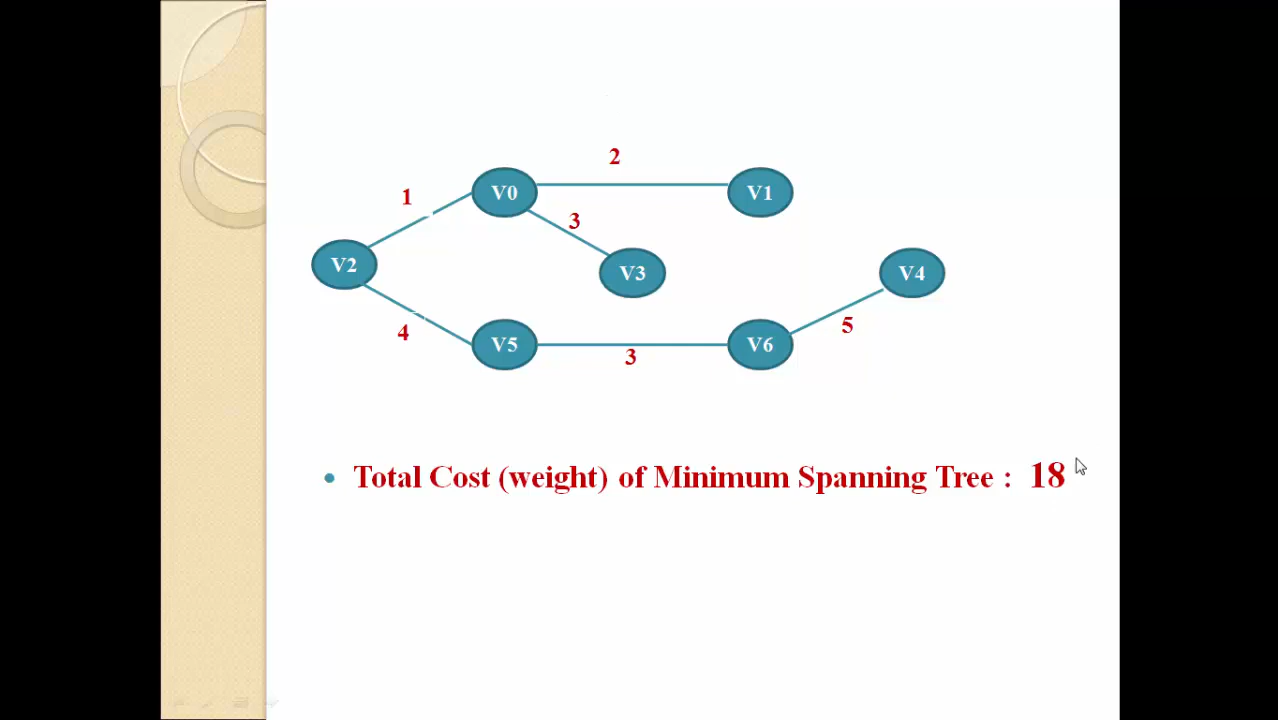 2
1
V0
V1
3
V2
V3
V4
4
5
V5
V6
3
• Total Cost (weight) of Minimum Spanning Tree : 18